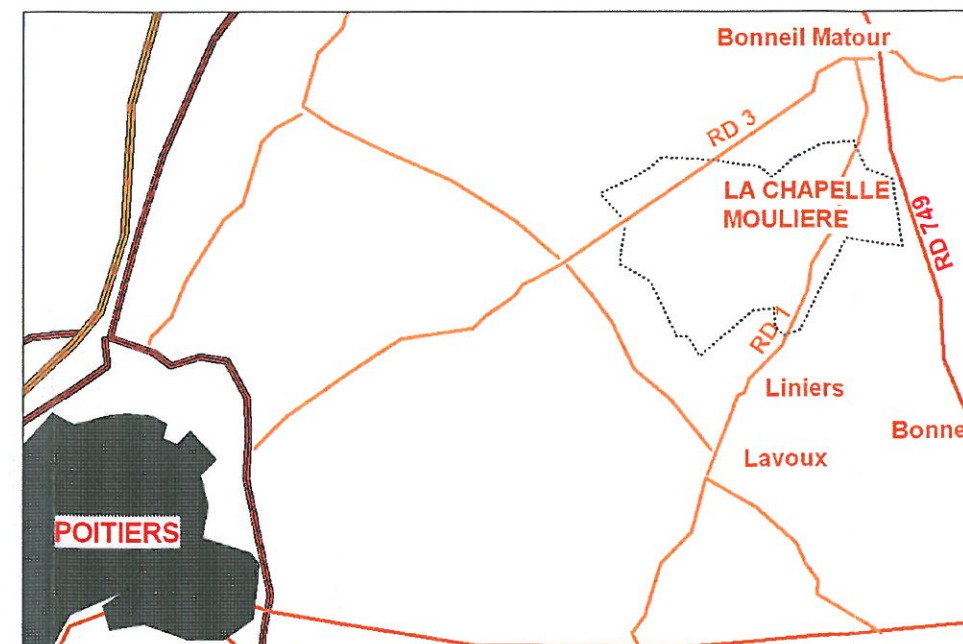 Bonneil Matour
RD 3
LA CHAPELLE
MOULIERE
RD 749
RD 1
Liniers
Bonne
Lavoux
POITIERS